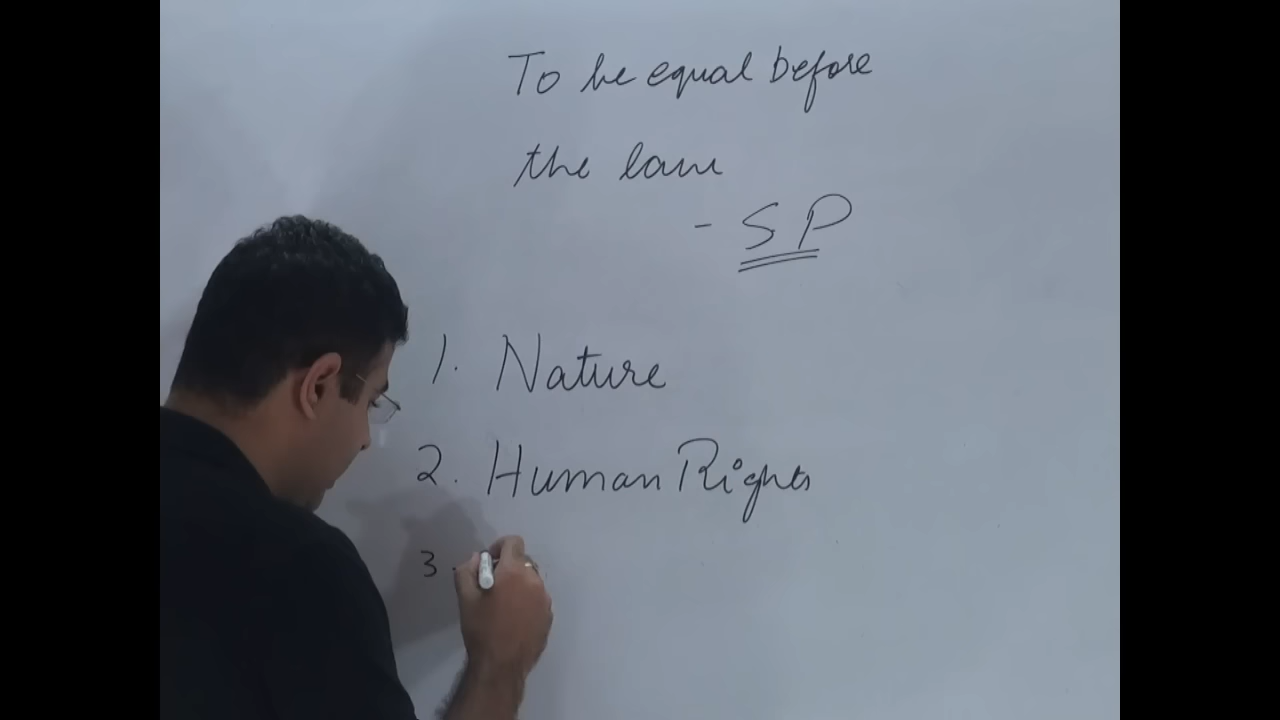 To be equal before
the law
- SP
1. Nature
2. Human Rights
3.